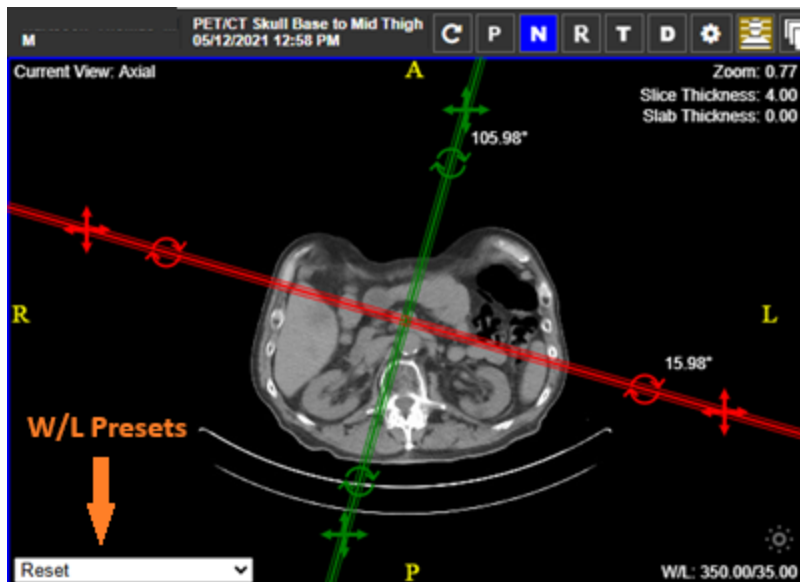 PET/CT Skull Base to Mid Thigh
M
05/12/2021 12:58 PM
P N R T D
Current View: Axial
A
Zoom: 0.77
Slice Thickness: 4.00
Slab Thickness: 0.00
105.98°
R
L
15.98°
W/L Presets
Reset
P
W/L: 350.00/35.00